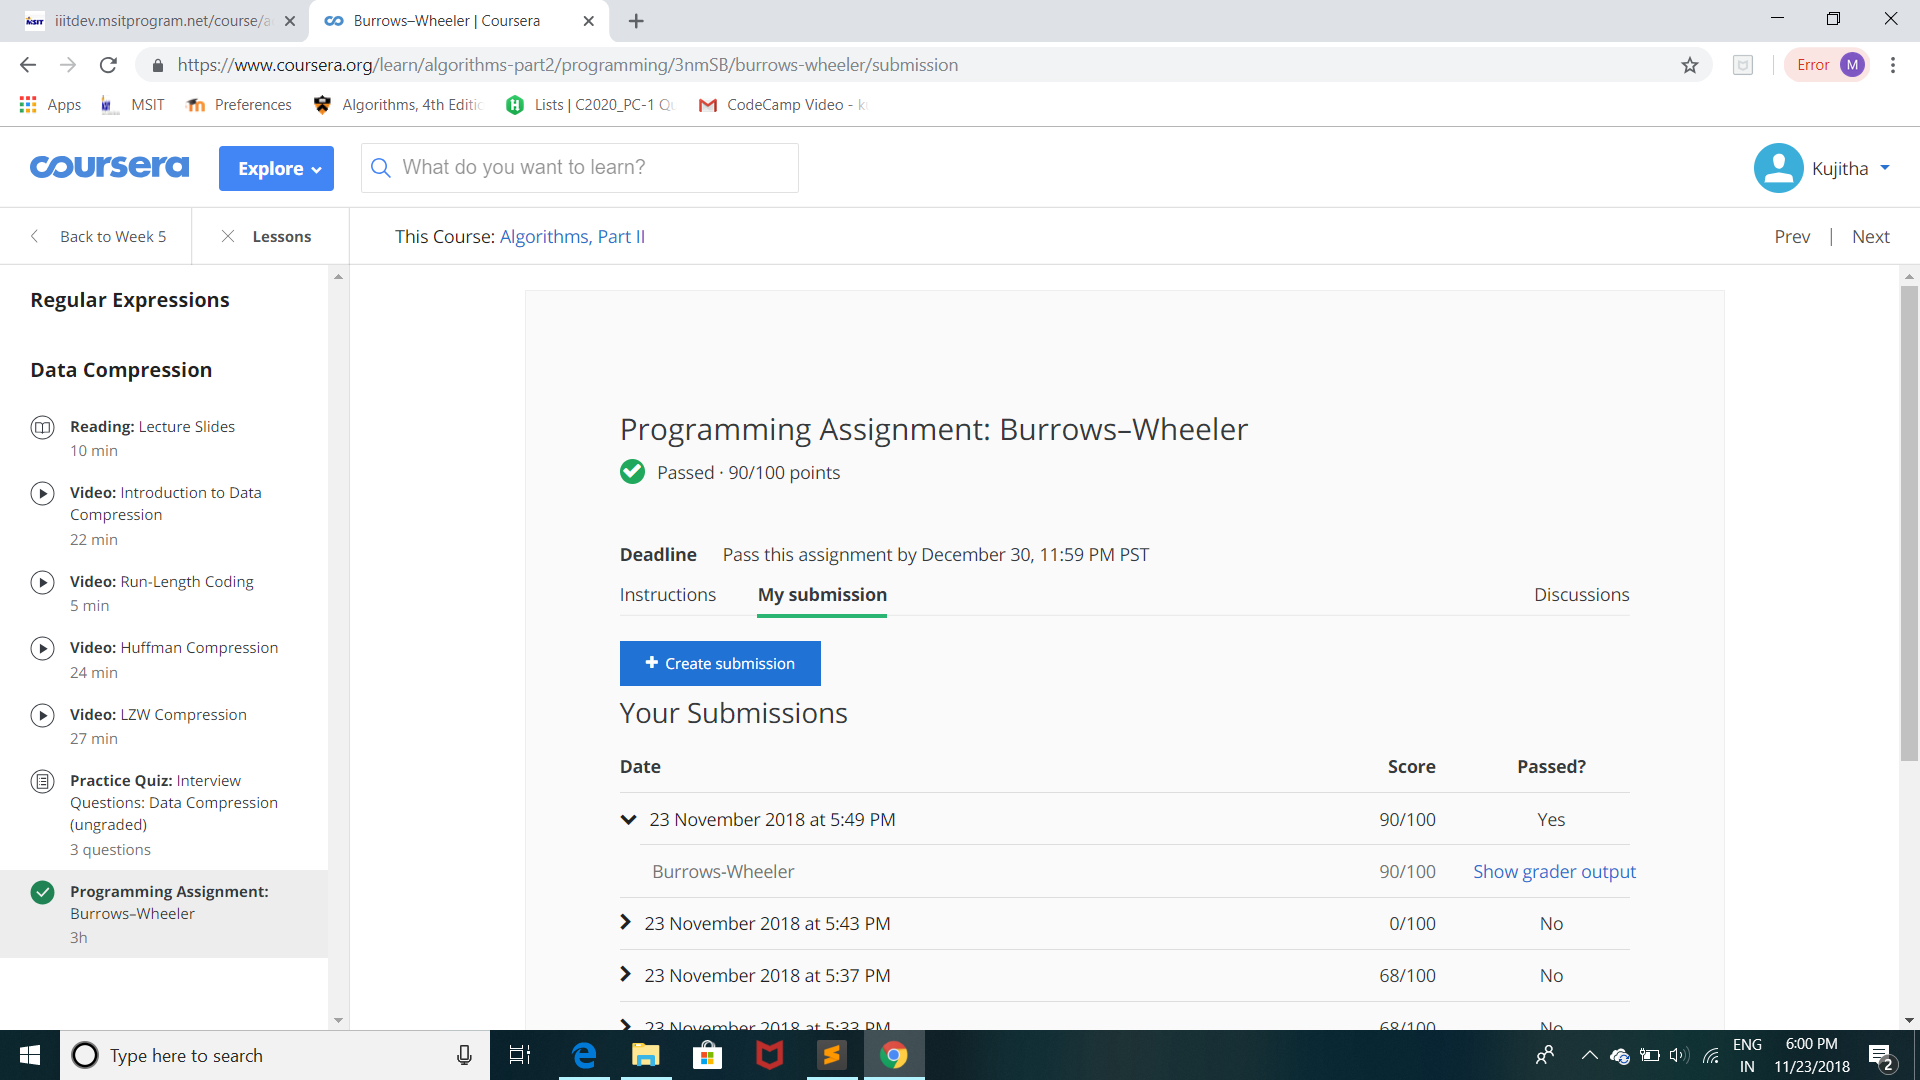 iiitdev.msitprogram.net/course/a
Burrows–Wheeler | Coursera
https://www.coursera.org/learn/algorithms-part2/programming/3nmSB/burrows-wheeler/submission
Error M
Apps
MSIT
Preferences
Algorithms, 4th Editi
Lists | C2020_PC-1 Qu
CodeCamp Video - k
coursera
Explore
What do you want to learn?
Kujitha
Back to Week 5
Lessons
This Course: Algorithms, Part II
Prev | Next
Regular Expressions
Data Compression
Reading: Lecture Slides
10 min
Video: Introduction to Data
Compression
22 min
Video: Run-Length Coding
5 min
Video: Huffman Compression
24 min
Video: LZW Compression
27 min
Practice Quiz: Interview
Questions: Data Compression
(ungraded)
3 questions
Programming Assignment:
Burrows–Wheeler
3h
Programming Assignment: Burrows–Wheeler
Passed · 90/100 points
Deadline Pass this assignment by December 30, 11:59 PM PST
Instructions My submission Discussions
+ Create submission
Your Submissions
Date Score Passed?
23 November 2018 at 5:49 PM 90/100 Yes
Burrows-Wheeler 90/100 Show grader output
23 November 2018 at 5:43 PM 0/100 No
23 November 2018 at 5:37 PM 68/100 No
23 November 2018 at 5:33 PM 68/100 No
Type here to search
ENG
IN
6:00 PM
11/23/2018
2